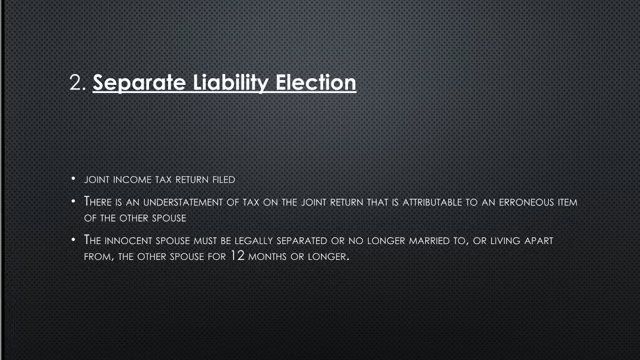 2. Separate Liability Election
• JOINT INCOME TAX RETURN FILED
• THERE IS AN UNDERSTATEMENT OF TAX ON THE JOINT RETURN THAT IS ATTRIBUTABLE TO AN ERRONEOUS ITEM
OF THE OTHER SPOUSE
• THE INNOCENT SPOUSE MUST BE LEGALLY SEPARATED OR NO LONGER MARRIED TO, OR LIVING APART
FROM, THE OTHER SPOUSE FOR 12 MONTHS OR LONGER.